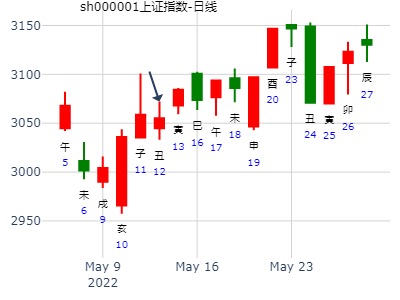 sh000001上证指数-日线
3150
3100
3050
3000
2950
午
5
未
6
戌
9
亥
10
子
11
丑
12
寅
13
巳
16
午
17
未
18
申
19
酉
20
子
23
丑
24
寅
25
卯
26
辰
27
May 9
2022
May 16
May 23